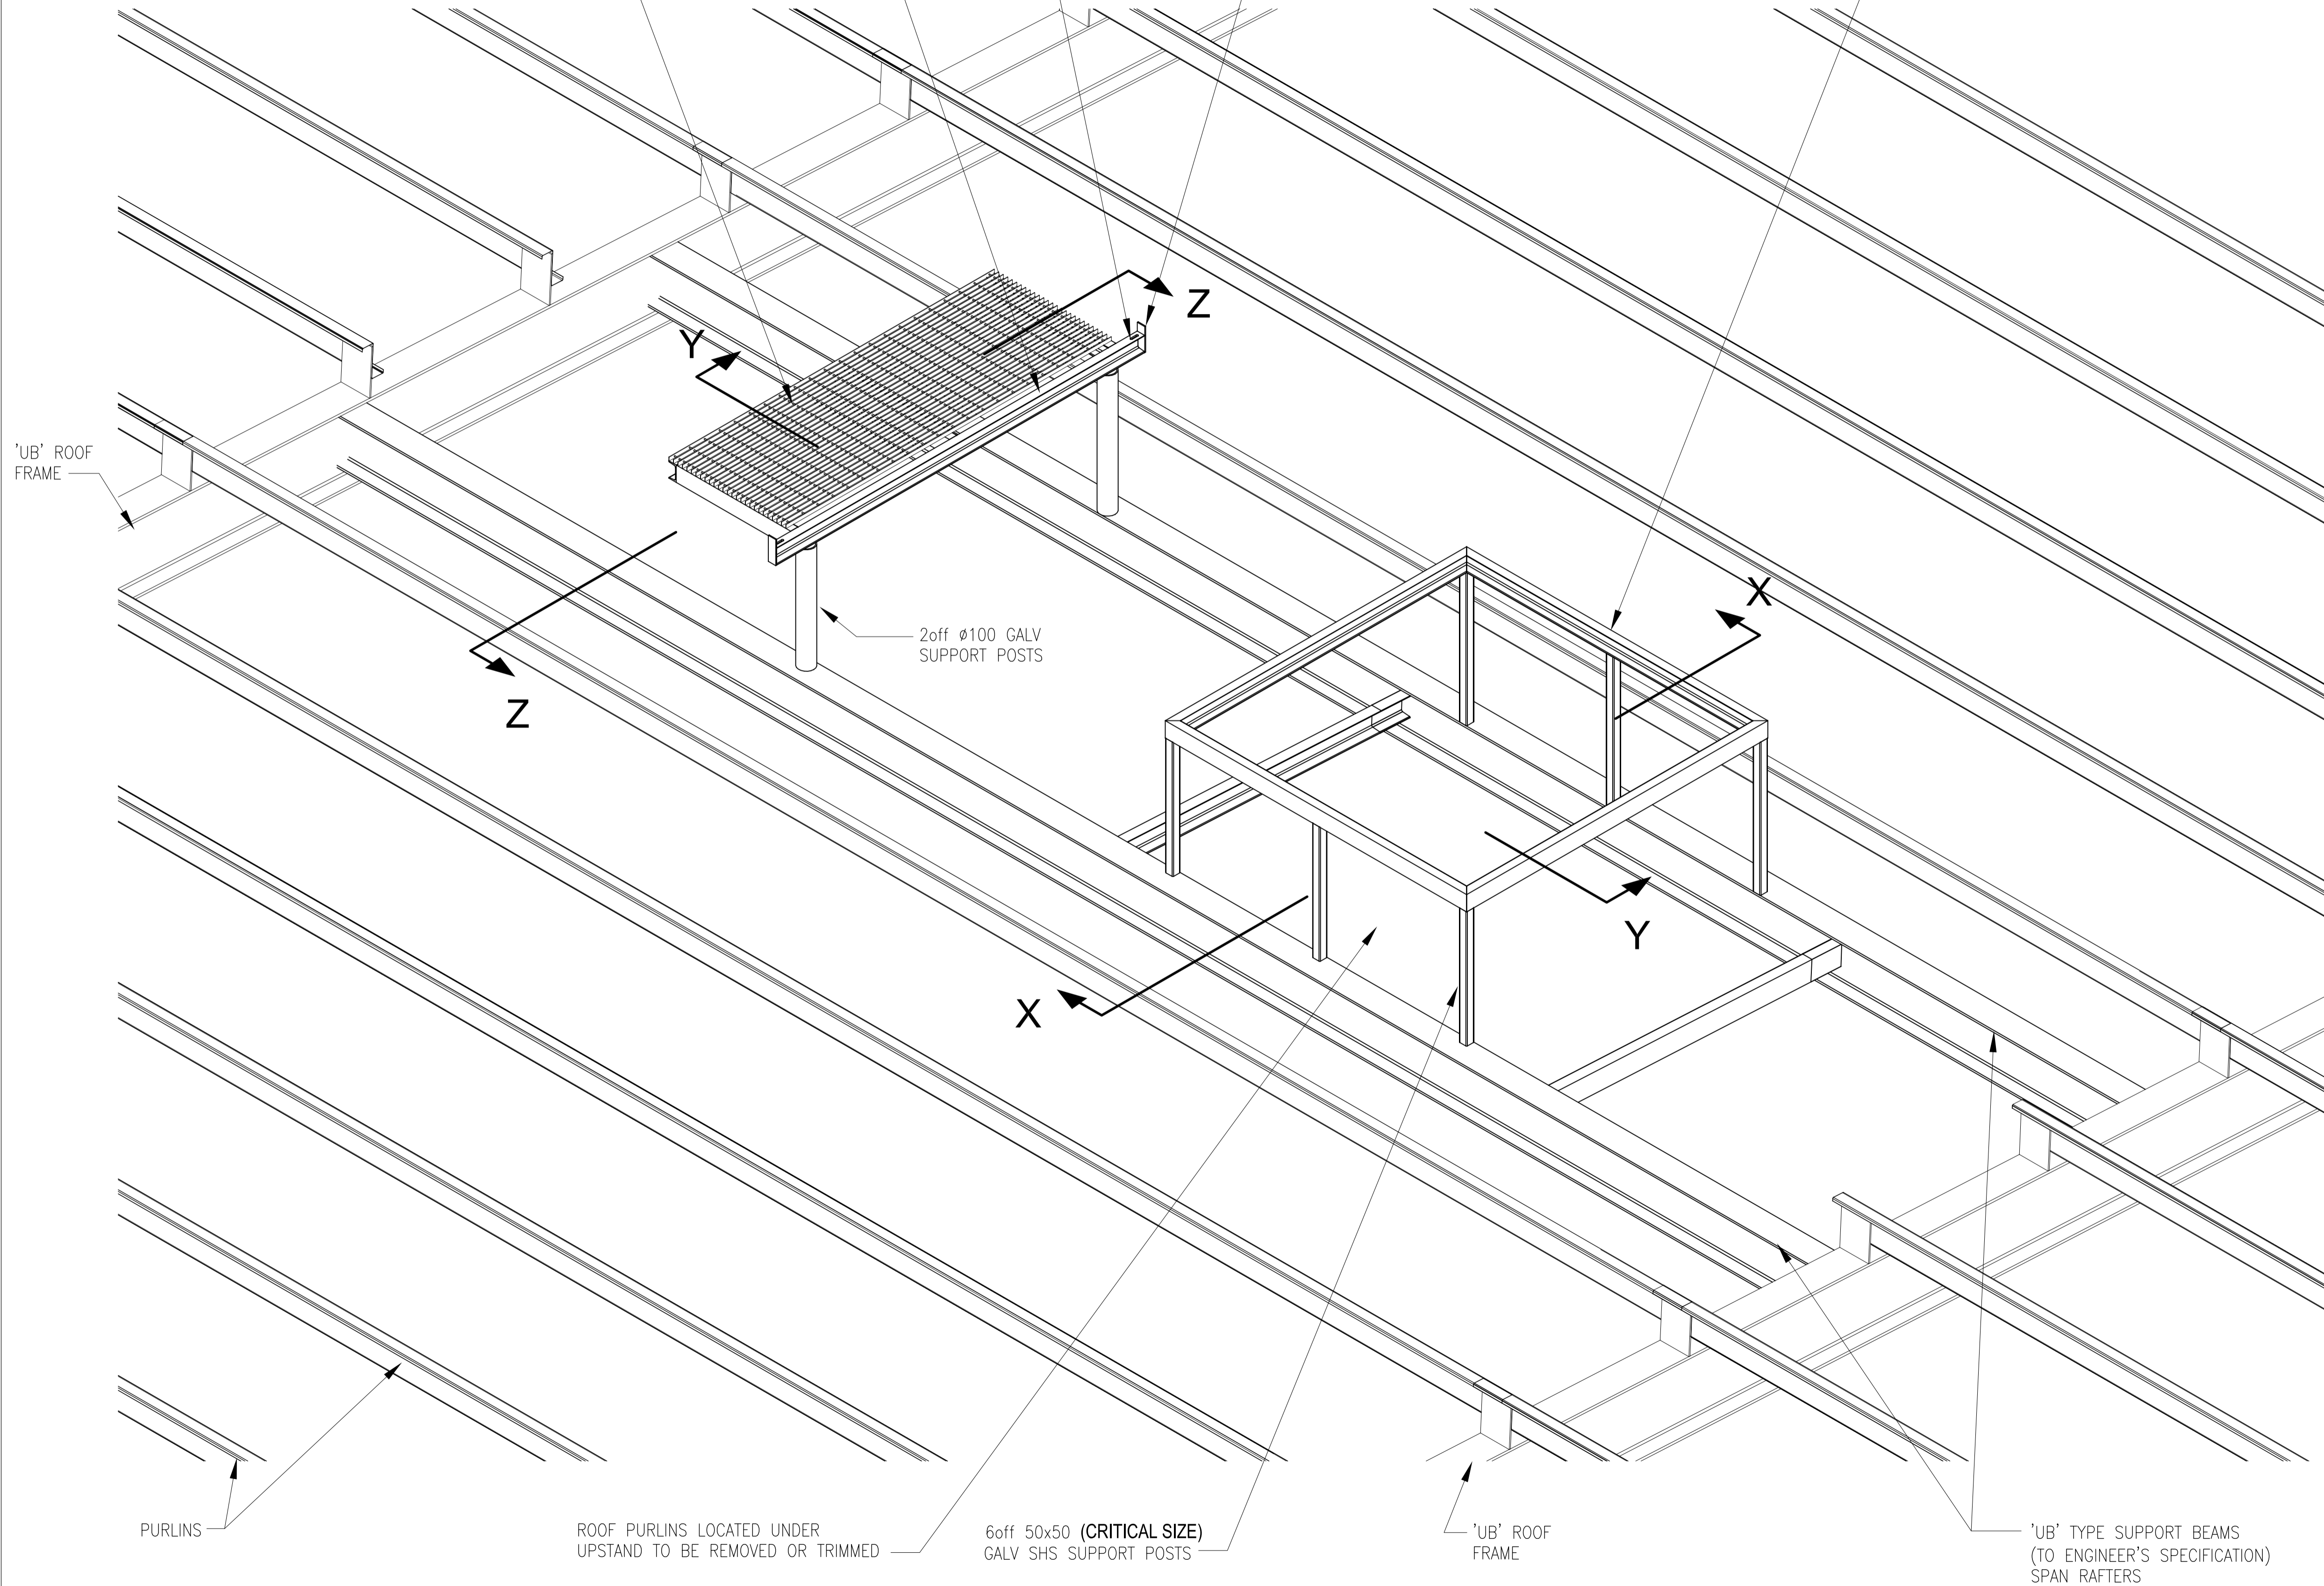 Z
Y
'UB' ROOF
FRAME
X
2off ø100 GALV
SUPPORT POSTS
Z
Y
X
PURLINS
ROOF PURLINS LOCATED UNDER
UPSTAND TO BE REMOVED OR TRIMMED
6off 50x50 (CRITICAL SIZE)
GALV SHS SUPPORT POSTS
'UB' ROOF
FRAME
'UB' TYPE SUPPORT BEAMS
(TO ENGINEER'S SPECIFICATION)
SPAN RAFTERS